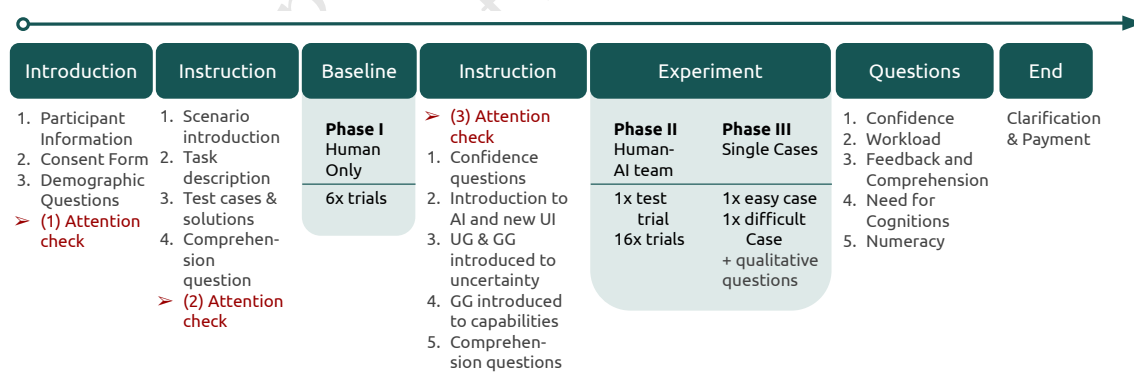 Introduction
1. Participant
Information
2. Consent Form
3. Demographic
Questions
➢ (1) Attention
check
Instruction
1. Scenario
introduction
2. Task
description
3. Test cases &
solutions
4. Comprehen-
sion
question
➢ (2) Attention
check
Baseline
Phase I
Human
Only
6x trials
Instruction
➢ (3) Attention
check
1. Confidence
questions
2. Introduction to
AI and new UI
3. UG & GG
introduced to
uncertainty
4. GG introduced
to capabilities
5. Comprehen-
sion questions
Experiment
Phase II
Human-
AI team
1x test
trial
16x trials
Phase III
Single Cases
1x easy case
1x difficult
Case
+ qualitative
questions
Questions
1. Confidence
2. Workload
3. Feedback and
Comprehension
4. Need for
Cognitions
5. Numeracy
End
Clarification
& Payment